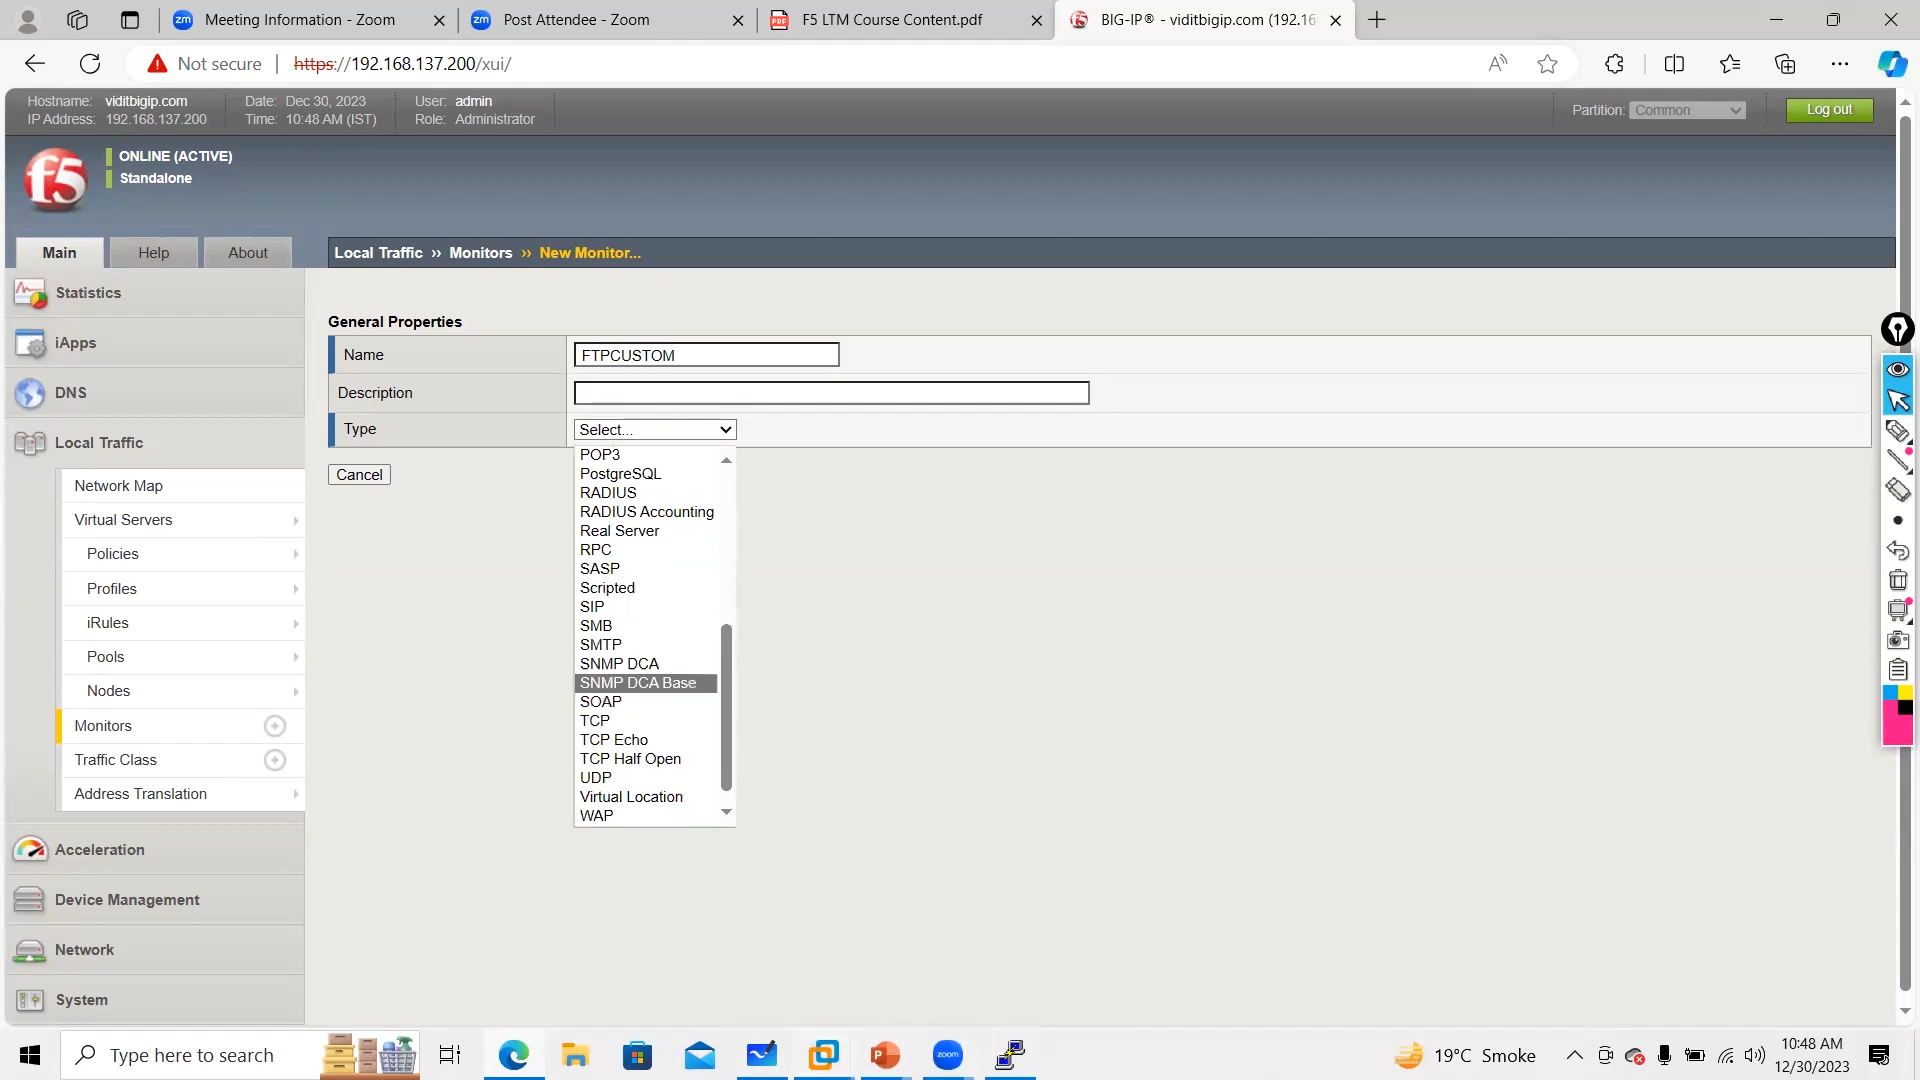 Meeting Information - Zoom
Post Attendee - Zoom
F5 LTM Course Content.pdf
BIG-IP® - viditbigip.com (192.16
Not secure
https://192.168.137.200/xui/
Hostname: viditbigip.com
IP Address: 192.168.137.200
Date: Dec 30, 2023
Time: 10:48 AM (IST)
User: admin
Role: Administrator
Partition: Common
Log out
f5
ONLINE (ACTIVE)
Standalone
Main
Help
About
Local Traffic ›› Monitors ›› New Monitor...
Statistics
iApps
DNS
Local Traffic
Network Map
Virtual Servers
Policies
Profiles
iRules
Pools
Nodes
Monitors
Traffic Class
Address Translation
Acceleration
Device Management
Network
System
General Properties
Name
FTPCUSTOM
Description
Type
Select...
Cancel
POP3
PostgreSQL
RADIUS
RADIUS Accounting
Real Server
RPC
SASP
Scripted
SIP
SMB
SMTP
SNMP DCA
SNMP DCA Base
SOAP
TCP
TCP Echo
TCP Half Open
UDP
Virtual Location
WAP
Type here to search
19°C Smoke
10:48 AM
12/30/2023